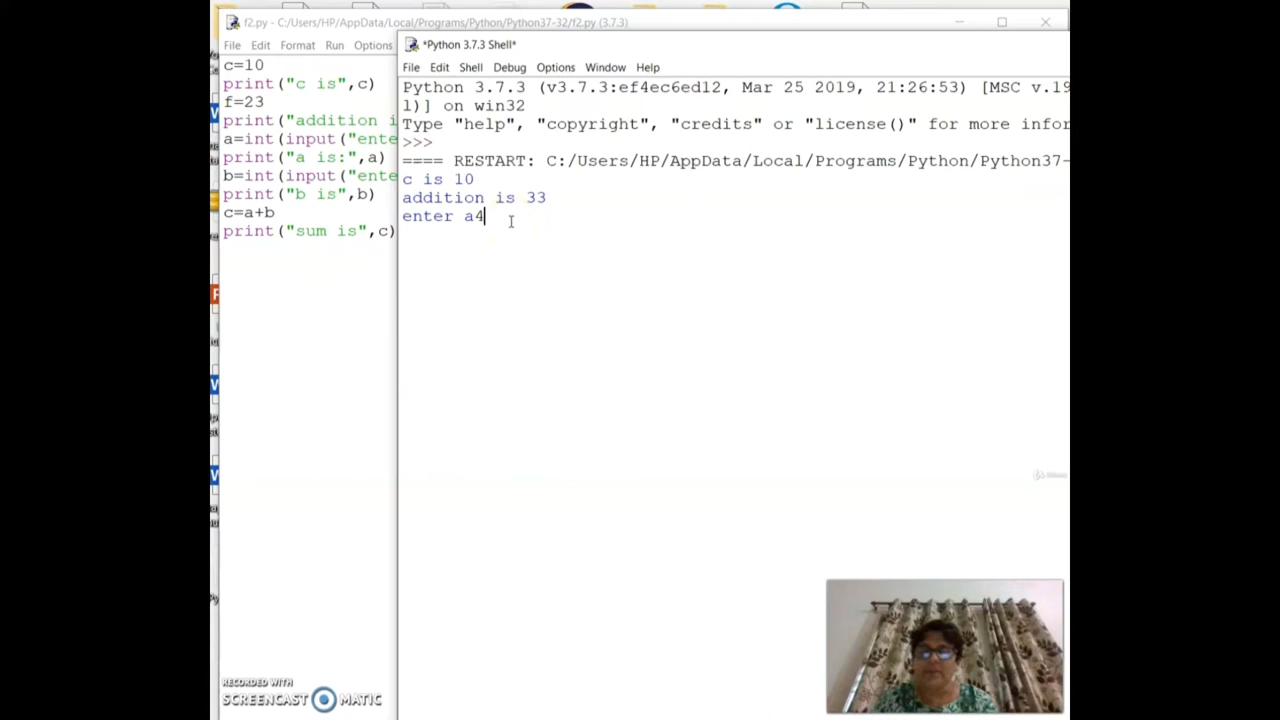 f2.py - C:/Users/HP/AppData/Local/Programs/Python/Python37-32/f2.py (3.7.3)
File Edit Format Run Options
c=10
print("c is",c)
f=23
print("addition i
a=int(input("ente
print("a is:",a)
b=int(input("ente
print("b is",b)
c=a+b
print("sum is",c)
*Python 3.7.3 Shell*
File Edit Shell Debug Options Window Help
Python 3.7.3 (v3.7.3:ef4ec6ed12, Mar 25 2019, 21:26:53) [MSC v.19
l)] on win32
Type "help", "copyright", "credits" or "license()" for more infor
>>>
==== RESTART: C:/Users/HP/AppData/Local/Programs/Python/Python37-
c is 10
addition is 33
enter a4
RECORDED WITH
SCREENCAST MATIC